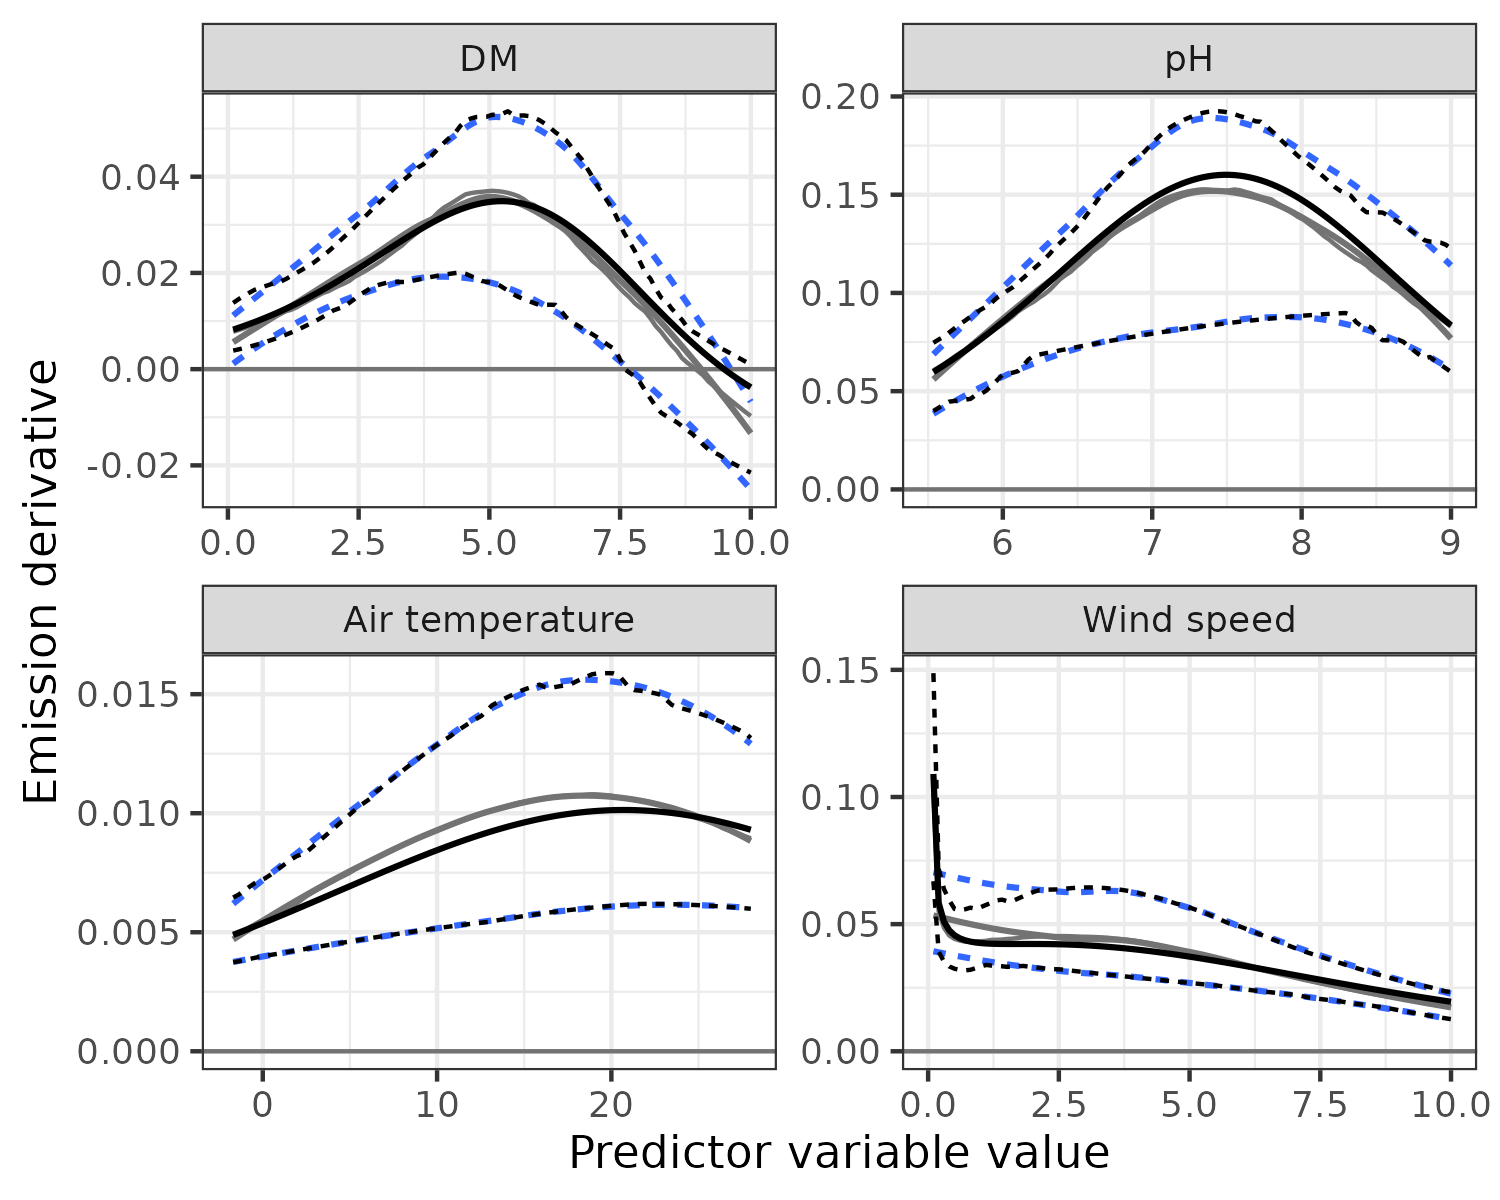 DM
pH
0.04
0.02
0.00
-0.02
0.0 2.5 5.0 7.5 10.0
0.20
0.15
0.10
0.05
0.00
6 7 8 9
Air temperature
Wind speed
0.015
0.010
0.005
0.000
0 10 20
0.15
0.10
0.05
0.00
0.0 2.5 5.0 7.5 10.0
Emission derivative
Predictor variable value